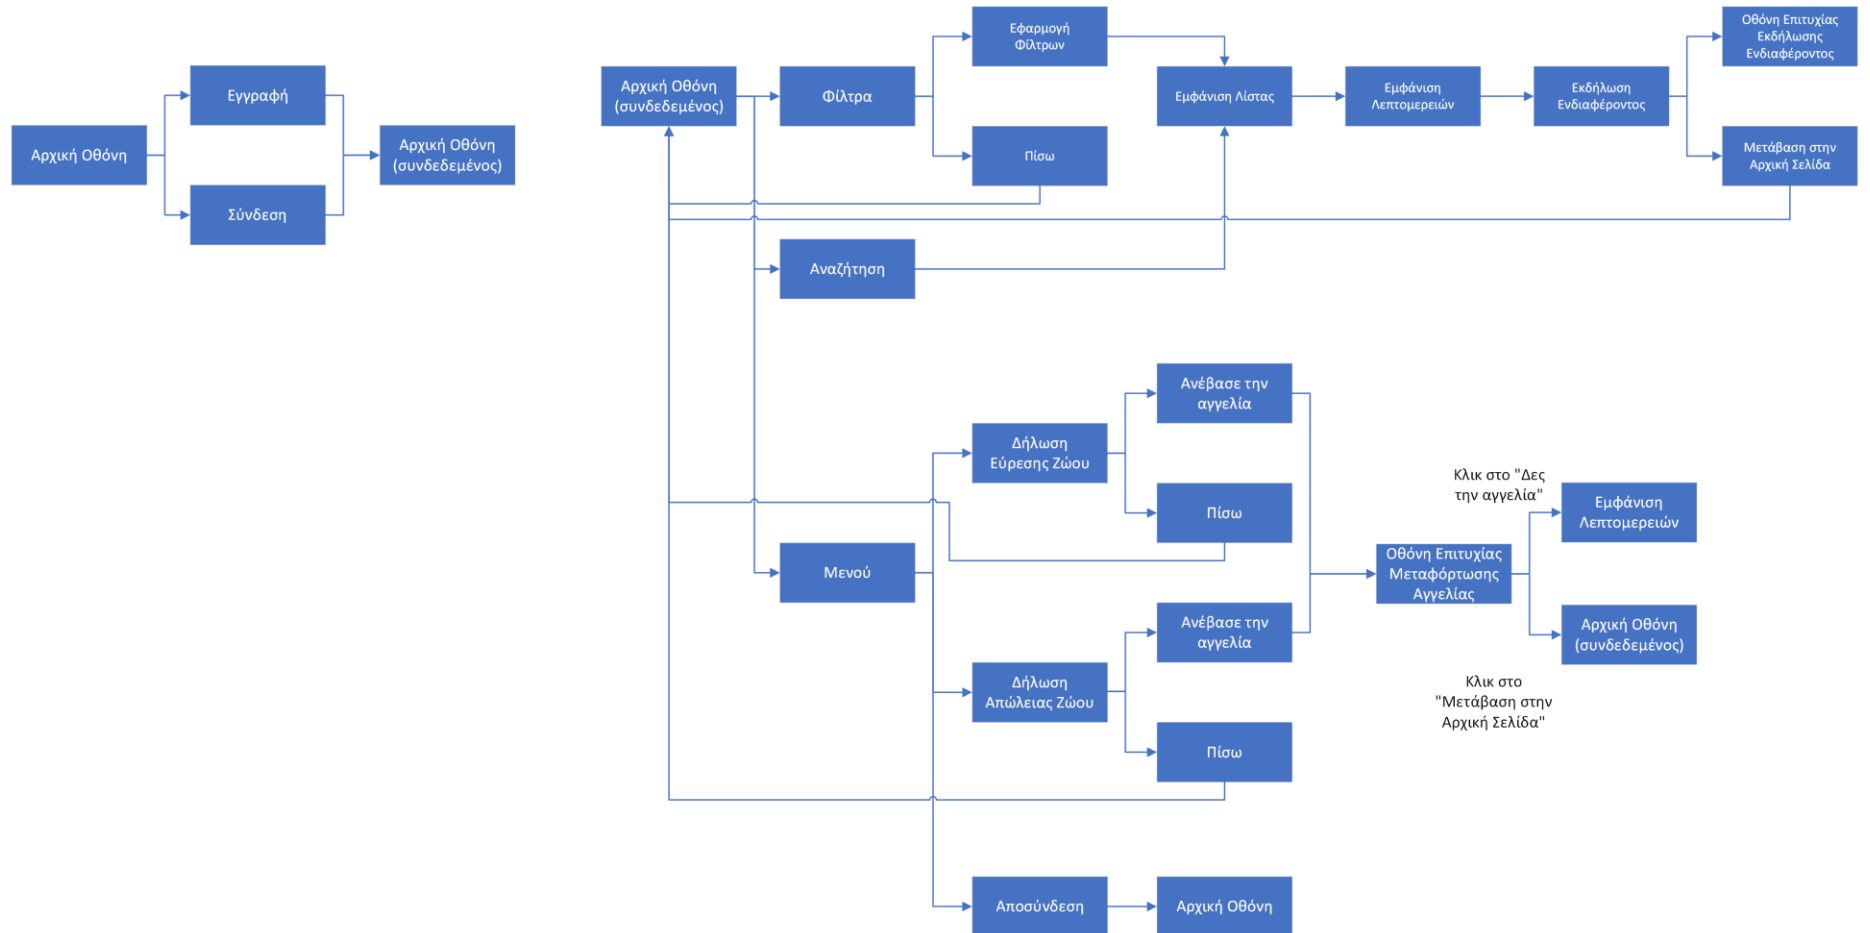 Αρχική Οθόνη
Εγγραφή
Σύνδεση
Αρχική Οθόνη
(συνδεδεμένος)
Αρχική Οθόνη
(συνδεδεμένος)
Φίλτρα
Εφαρμογή
Φίλτρων
Πίσω
Εμφάνιση Λίστας
Εμφάνιση
Λεπτομερειών
Εκδήλωση
Ενδιαφέροντος
Οθόνη Επιτυχίας
Εκδήλωσης
Ενδιαφέροντος
Μετάβαση στην
Αρχική Σελίδα
Αναζήτηση
Μενού
Δήλωση
Εύρεσης Ζώου
Ανέβασε την
αγγελία
Πίσω
Δήλωση
Απώλειας Ζώου
Ανέβασε την
αγγελία
Πίσω
Οθόνη Επιτυχίας
Μεταφόρτωσης
Αγγελίας
Κλικ στο "Δες
την αγγελία"
Εμφάνιση
Λεπτομερειών
Αρχική Οθόνη
(συνδεδεμένος)
Κλικ στο
"Μετάβαση στην
Αρχική Σελίδα"
Αποσύνδεση
Αρχική Οθόνη